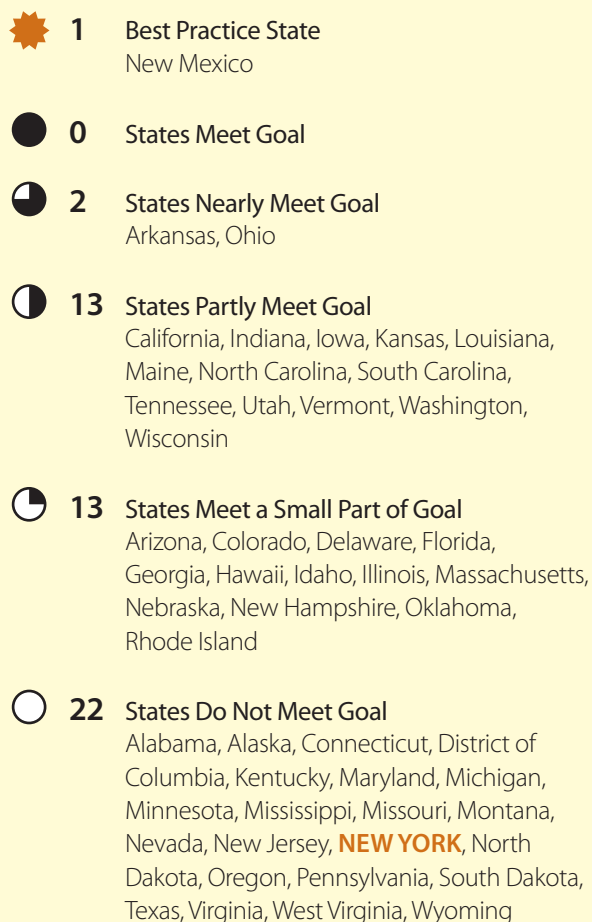 1 Best Practice State
New Mexico
0 States Meet Goal
2 States Nearly Meet Goal
Arkansas, Ohio
13 States Partly Meet Goal
California, Indiana, Iowa, Kansas, Louisiana,
Maine, North Carolina, South Carolina,
Tennessee, Utah, Vermont, Washington,
Wisconsin
13 States Meet a Small Part of Goal
Arizona, Colorado, Delaware, Florida,
Georgia, Hawaii, Idaho, Illinois, Massachusetts,
Nebraska, New Hampshire, Oklahoma,
Rhode Island
22 States Do Not Meet Goal
Alabama, Alaska, Connecticut, District of
Columbia, Kentucky, Maryland, Michigan,
Minnesota, Mississippi, Missouri, Montana,
Nevada, New Jersey, NEW YORK, North
Dakota, Oregon, Pennsylvania, South Dakota,
Texas, Virginia, West Virginia, Wyoming